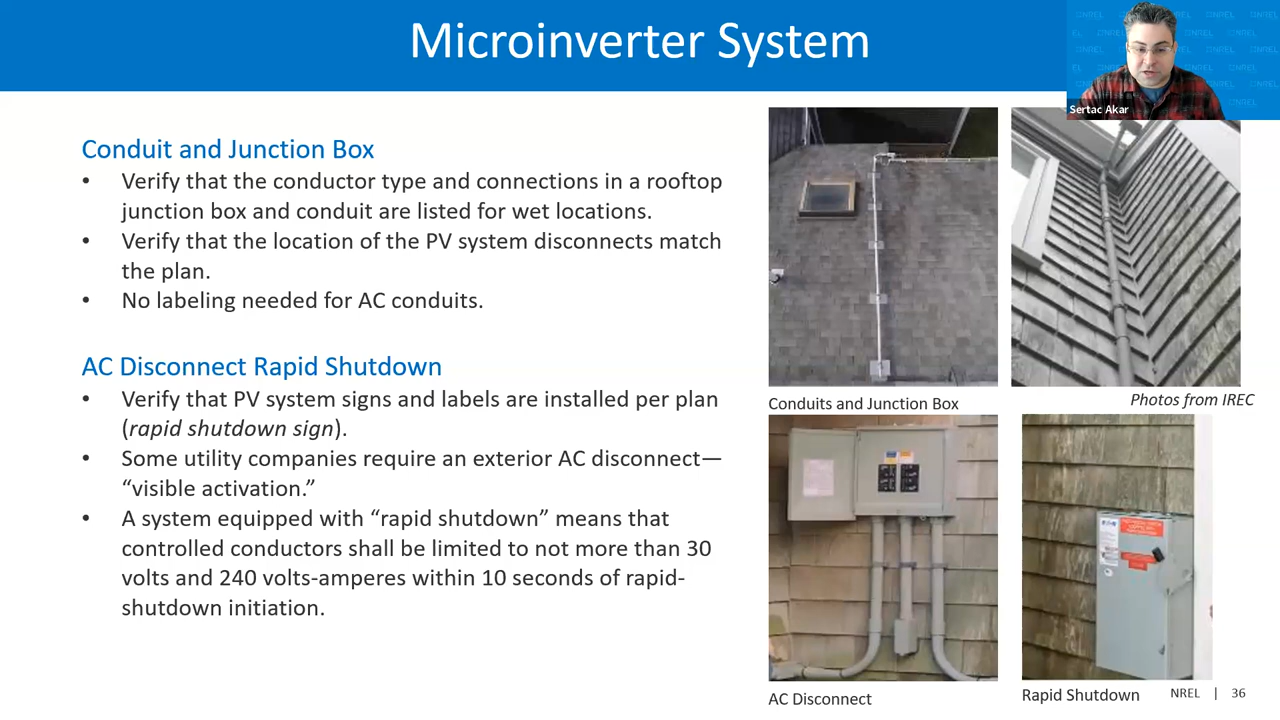 Microinverter System
Sertac Akar
Conduit and Junction Box
• Verify that the conductor type and connections in a rooftop
junction box and conduit are listed for wet locations.
• Verify that the location of the PV system disconnects match
the plan.
• No labeling needed for AC conduits.
AC Disconnect Rapid Shutdown
• Verify that PV system signs and labels are installed per plan
(rapid shutdown sign).
• Some utility companies require an exterior AC disconnect—
“visible activation.”
• A system equipped with “rapid shutdown” means that
controlled conductors shall be limited to not more than 30
volts and 240 volts-amperes within 10 seconds of rapid-
shutdown initiation.
Conduits and Junction Box
Photos from IREC
AC Disconnect
Rapid Shutdown
NREL | 36